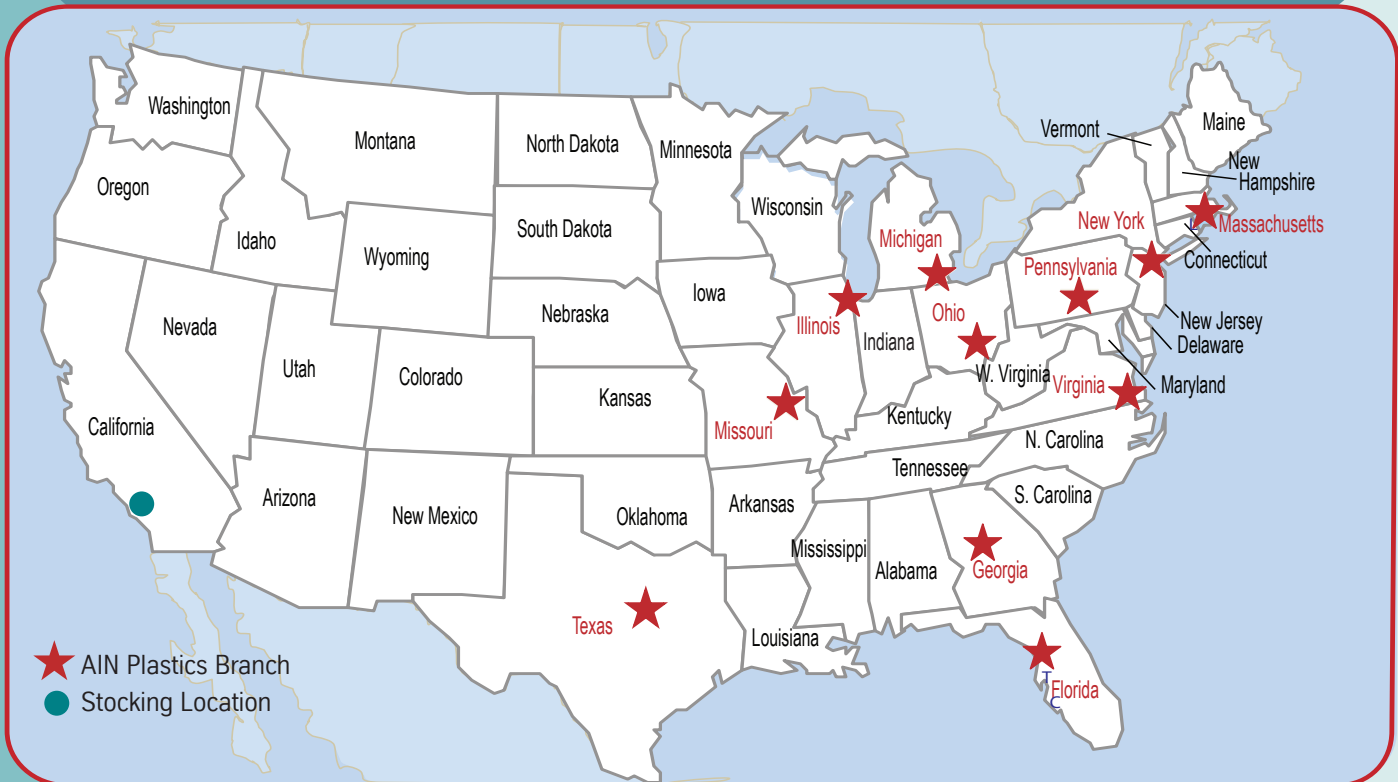 Washington
Montana
North Dakota
Minnesota
Vermont
Maine
Oregon
New
Hampshire
Idaho
Wyoming
South Dakota
Wisconsin
Michigan
New York
Massachusetts
L
Connecticut
Pennsylvania
Iowa
Nebraska
Illinois
Ohio
Indiana
New Jersey
Delaware
Nevada
Utah
Colorado
Kansas
W. Virginia
Virginia
Maryland
California
Missouri
Kentucky
N. Carolina
Tennessee
S. Carolina
Arizona
New Mexico
Oklahoma
Arkansas
Mississippi
Alabama
Georgia
Texas
Louisiana
T
Florida
C
AIN Plastics Branch
Stocking Location